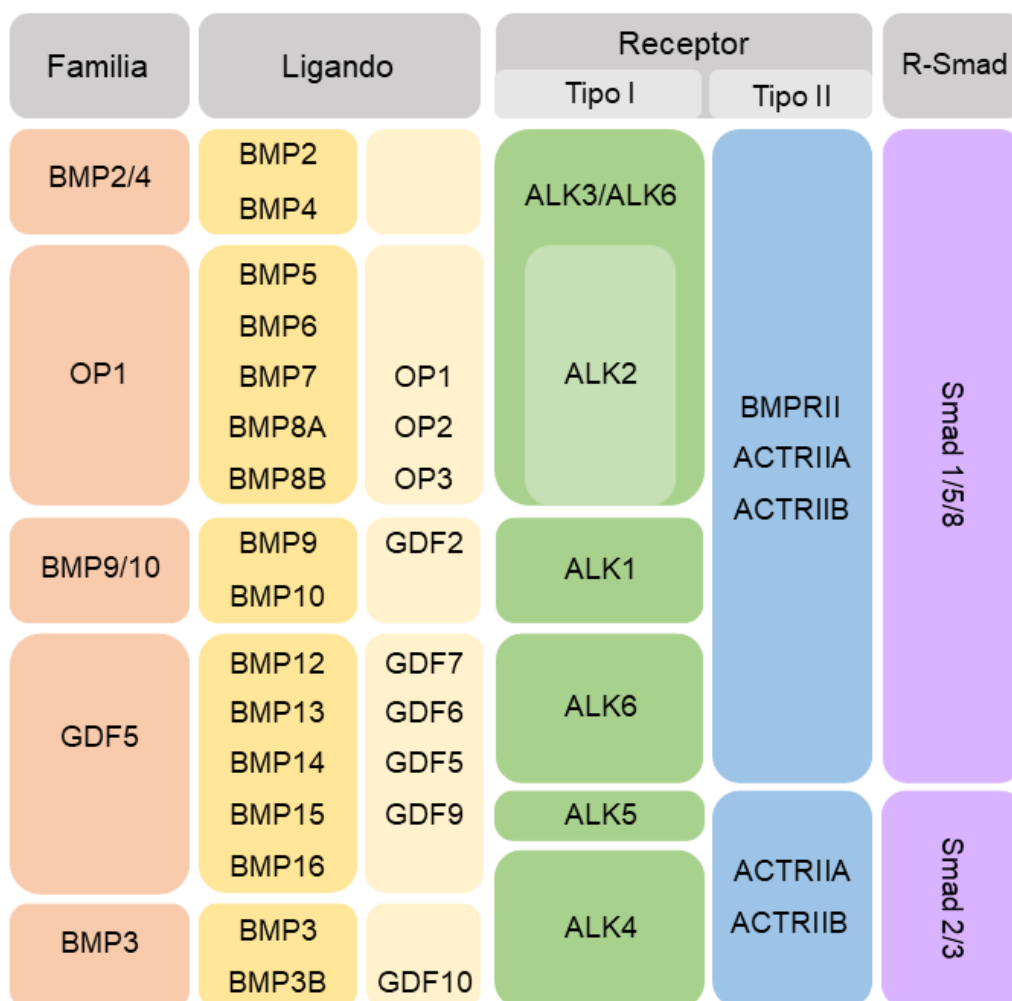 Familia
Ligando
Receptor
Tipo I
Tipo II
R-Smad
BMP2/4
BMP2
BMP4
ALK3/ALK6
OP1
BMP5
BMP6
BMP7 OP1
BMP8A OP2
BMP8B OP3
ALK2
BMPRII
ACTRIIA
ACTRIIB
Smad 1/5/8
BMP9/10
BMP9 GDF2
BMP10
ALK1
GDF5
BMP12 GDF7
BMP13 GDF6
BMP14 GDF5
BMP15 GDF9
BMP16
ALK6
ALK5
ALK4
ACTRIIA
ACTRIIB
Smad 2/3
BMP3
BMP3
BMP3B GDF10